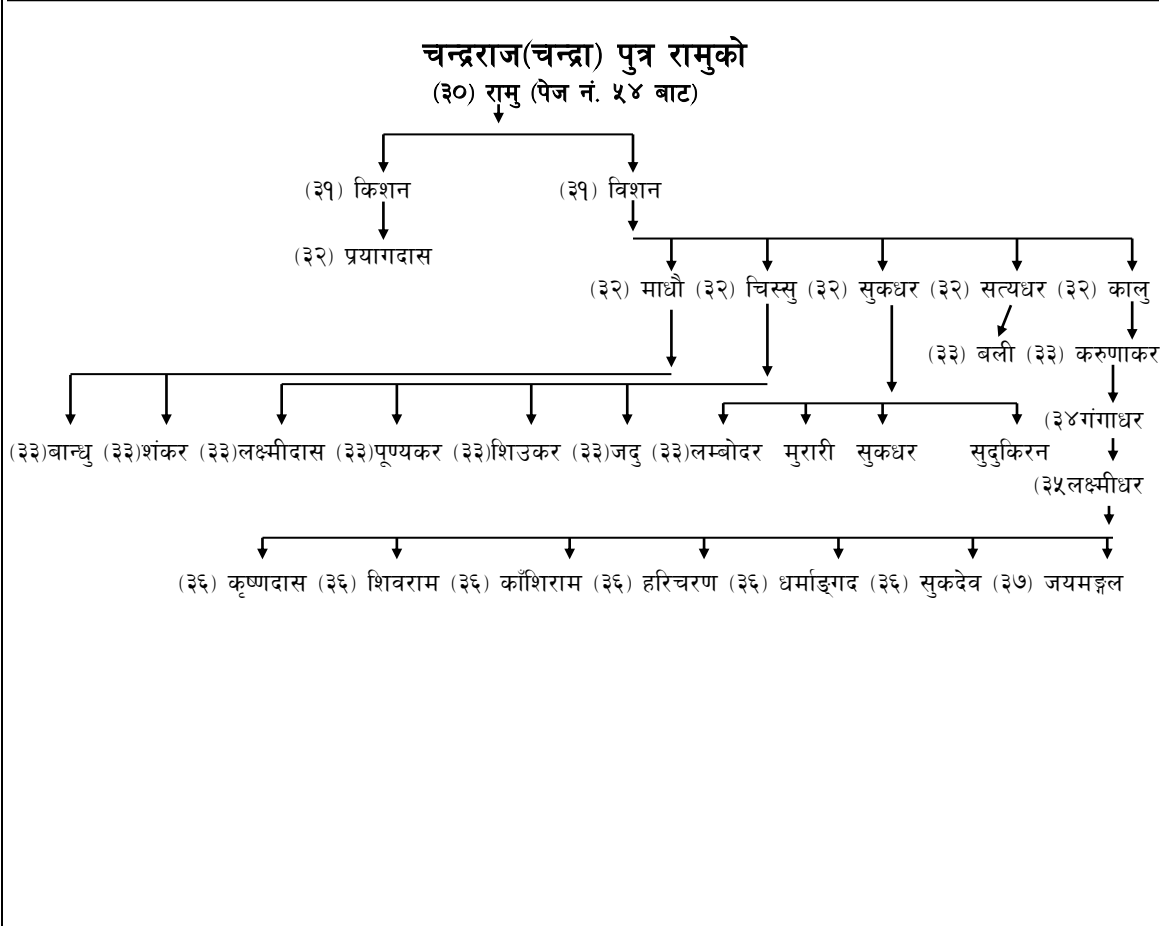 चन्द्रराज(चन्द्रा) पुत्र रामुको
(३०) रामु (पेज नं. ५४ बाट)
(३१) किशन (३१) विशन
(३२) प्रयागदास
(३२) माधौ (३२) चिस्सु (३२) सुकधर (३२) सत्यधर (३२) कालु
(३३) बली (३३) करुणाकर
(३४गंगाधर
(३३)बान्धु (३३)शंकर (३३)लक्ष्मीदास (३३)पूण्यकर (३३)शिउकर (३३)जदु (३३)लम्बोदर मुरारी सुकधर सुदुकिरन
(३५लक्ष्मीधर
(३६) कृष्णदास (३६) शिवराम (३६) काँशिराम (३६) हरिचरण (३६) धर्माङ्गद (३६) सुकदेव (३७) जयमङ्गल